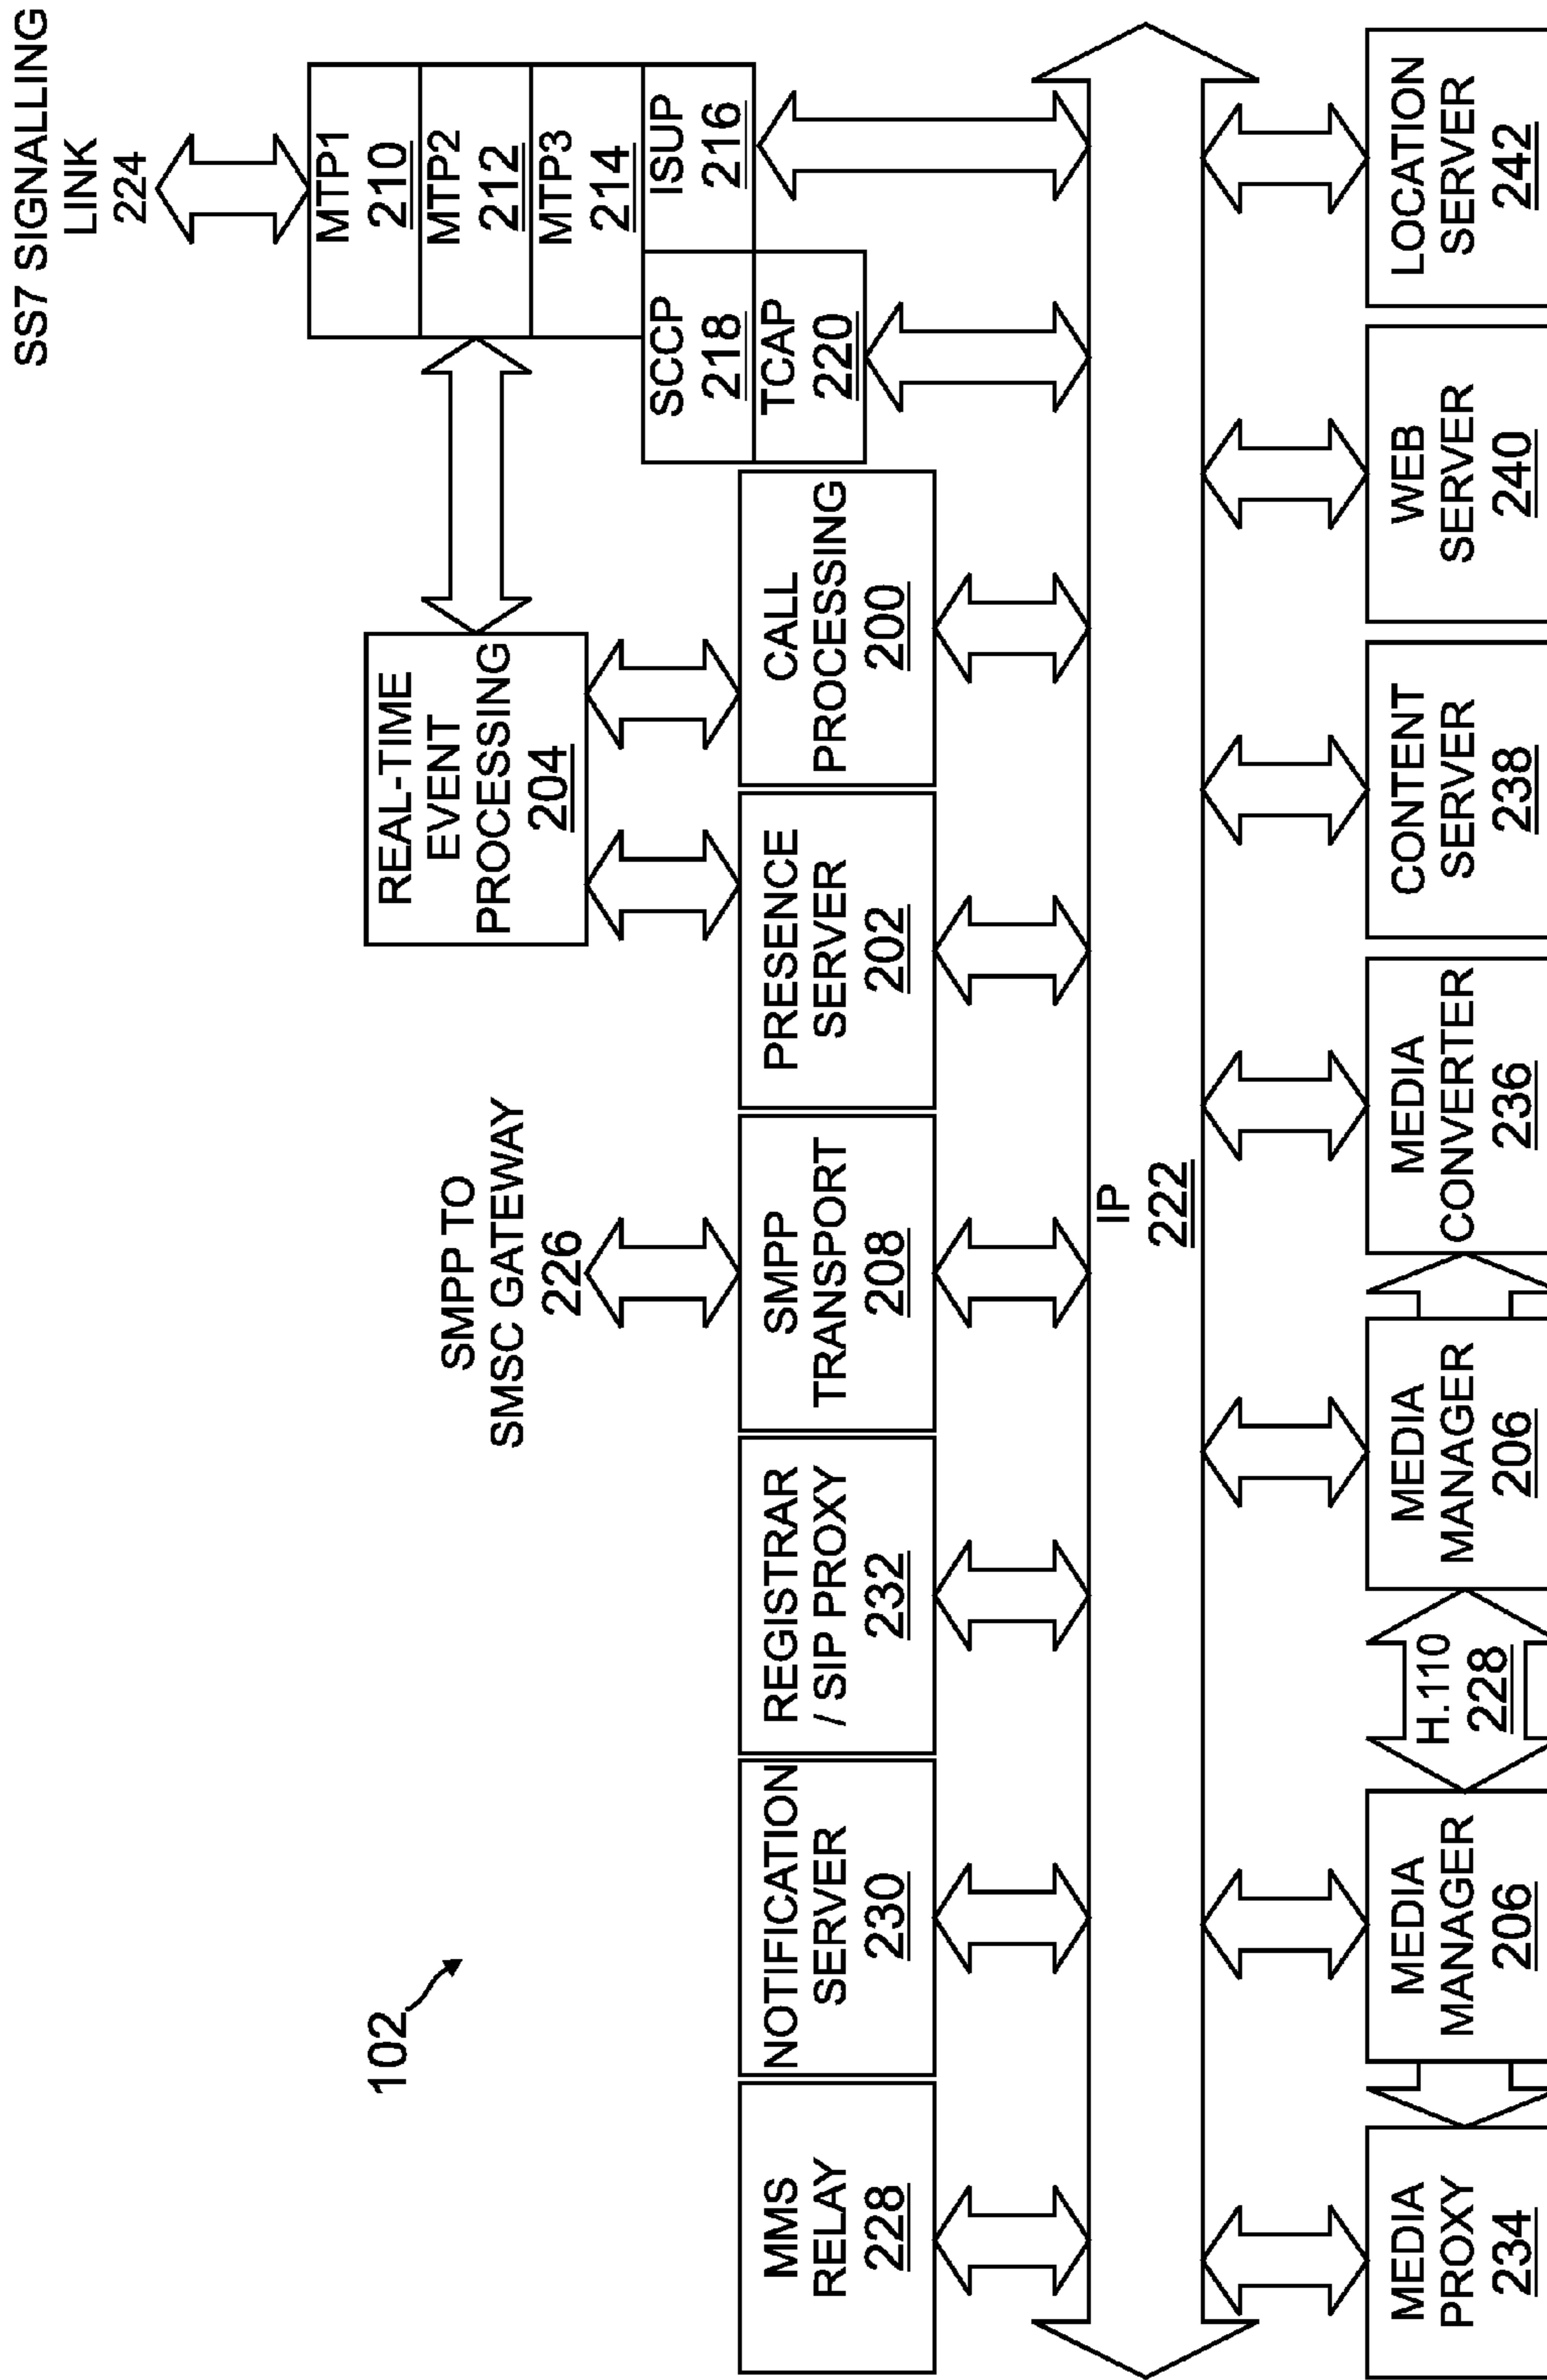 SS7 SIGNALLING
LINK
224
102
SMPP TO
SMSC GATEWAY
226
REAL-TIME
EVENT
PROCESSING
204
MTP1
210
MTP2
212
MTP3
214
SCCP
218
ISUP
216
TCAP
220
MMS
RELAY
228
NOTIFICATION
SERVER
230
REGISTRAR
/ SIP PROXY
232
SMPP
TRANSPORT
208
PRESENCE
SERVER
202
CALL
PROCESSING
200
IP
222
MEDIA
PROXY
234
MEDIA
MANAGER
206
H.110
228
MEDIA
MANAGER
206
MEDIA
CONVERTER
236
CONTENT
SERVER
238
WEB
SERVER
240
LOCATION
SERVER
242